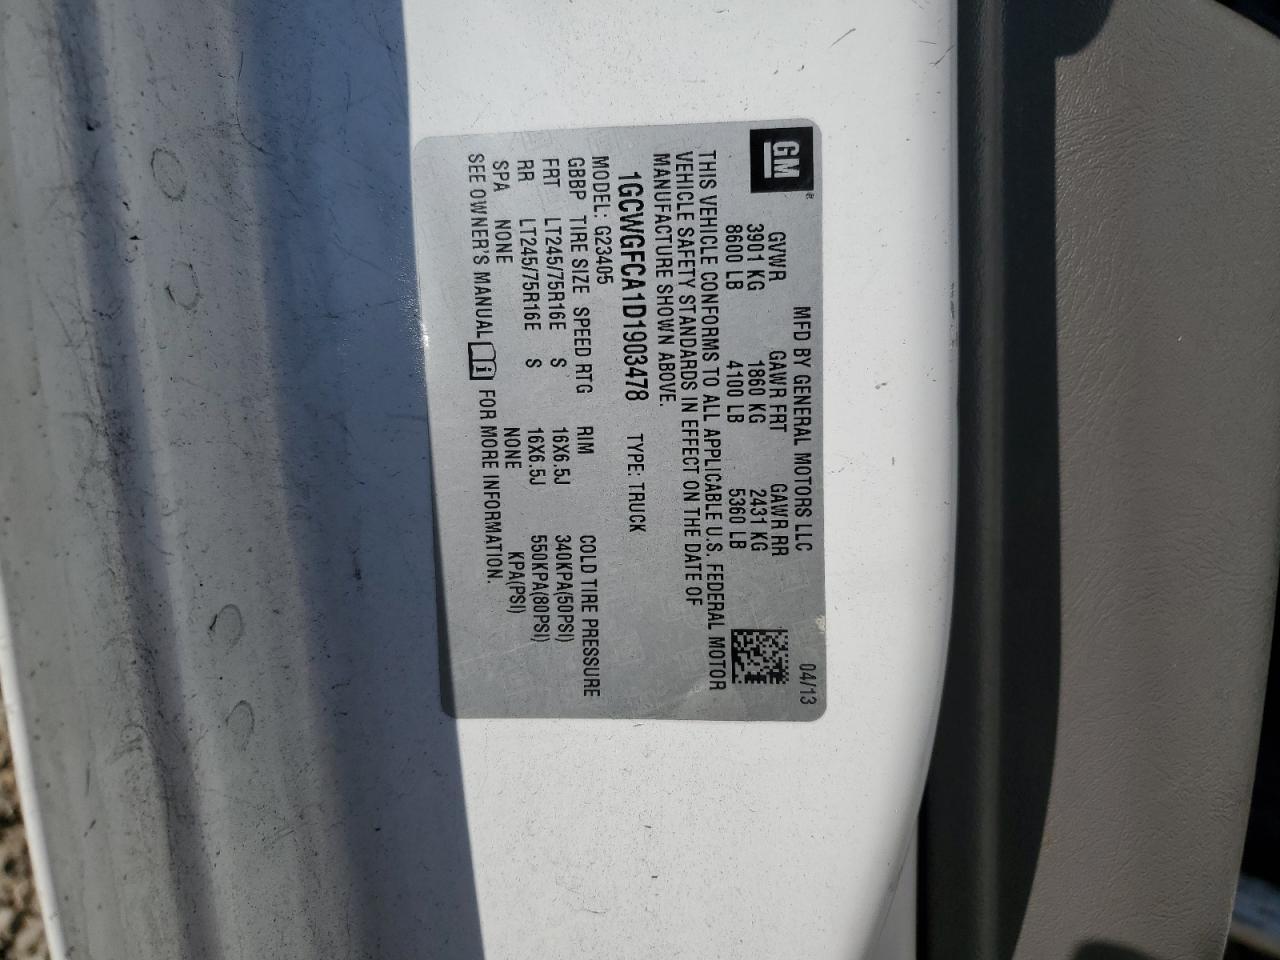 GM
MFD BY GENERAL MOTORS LLC 04/13
GVWR GAWR FRT GAWR RR
3901 KG 1860 KG 2431 KG
8600 LB 4100 LB 5360 LB
THIS VEHICLE CONFORMS TO ALL APPLICABLE U.S. FEDERAL MOTOR
VEHICLE SAFETY STANDARDS IN EFFECT ON THE DATE OF
MANUFACTURE SHOWN ABOVE.
1GCWGFCA1D1903478 TYPE: TRUCK
MODEL: G23405
GBBP TIRE SIZE SPEED RTG RIM COLD TIRE PRESSURE
FRT LT245/75R16E S 16X6.5J 340KPA(50PSI)
RR LT245/75R16E S 16X6.5J 550KPA(80PSI)
SPA NONE NONE KPA(PSI)
SEE OWNER'S MANUAL i FOR MORE INFORMATION.